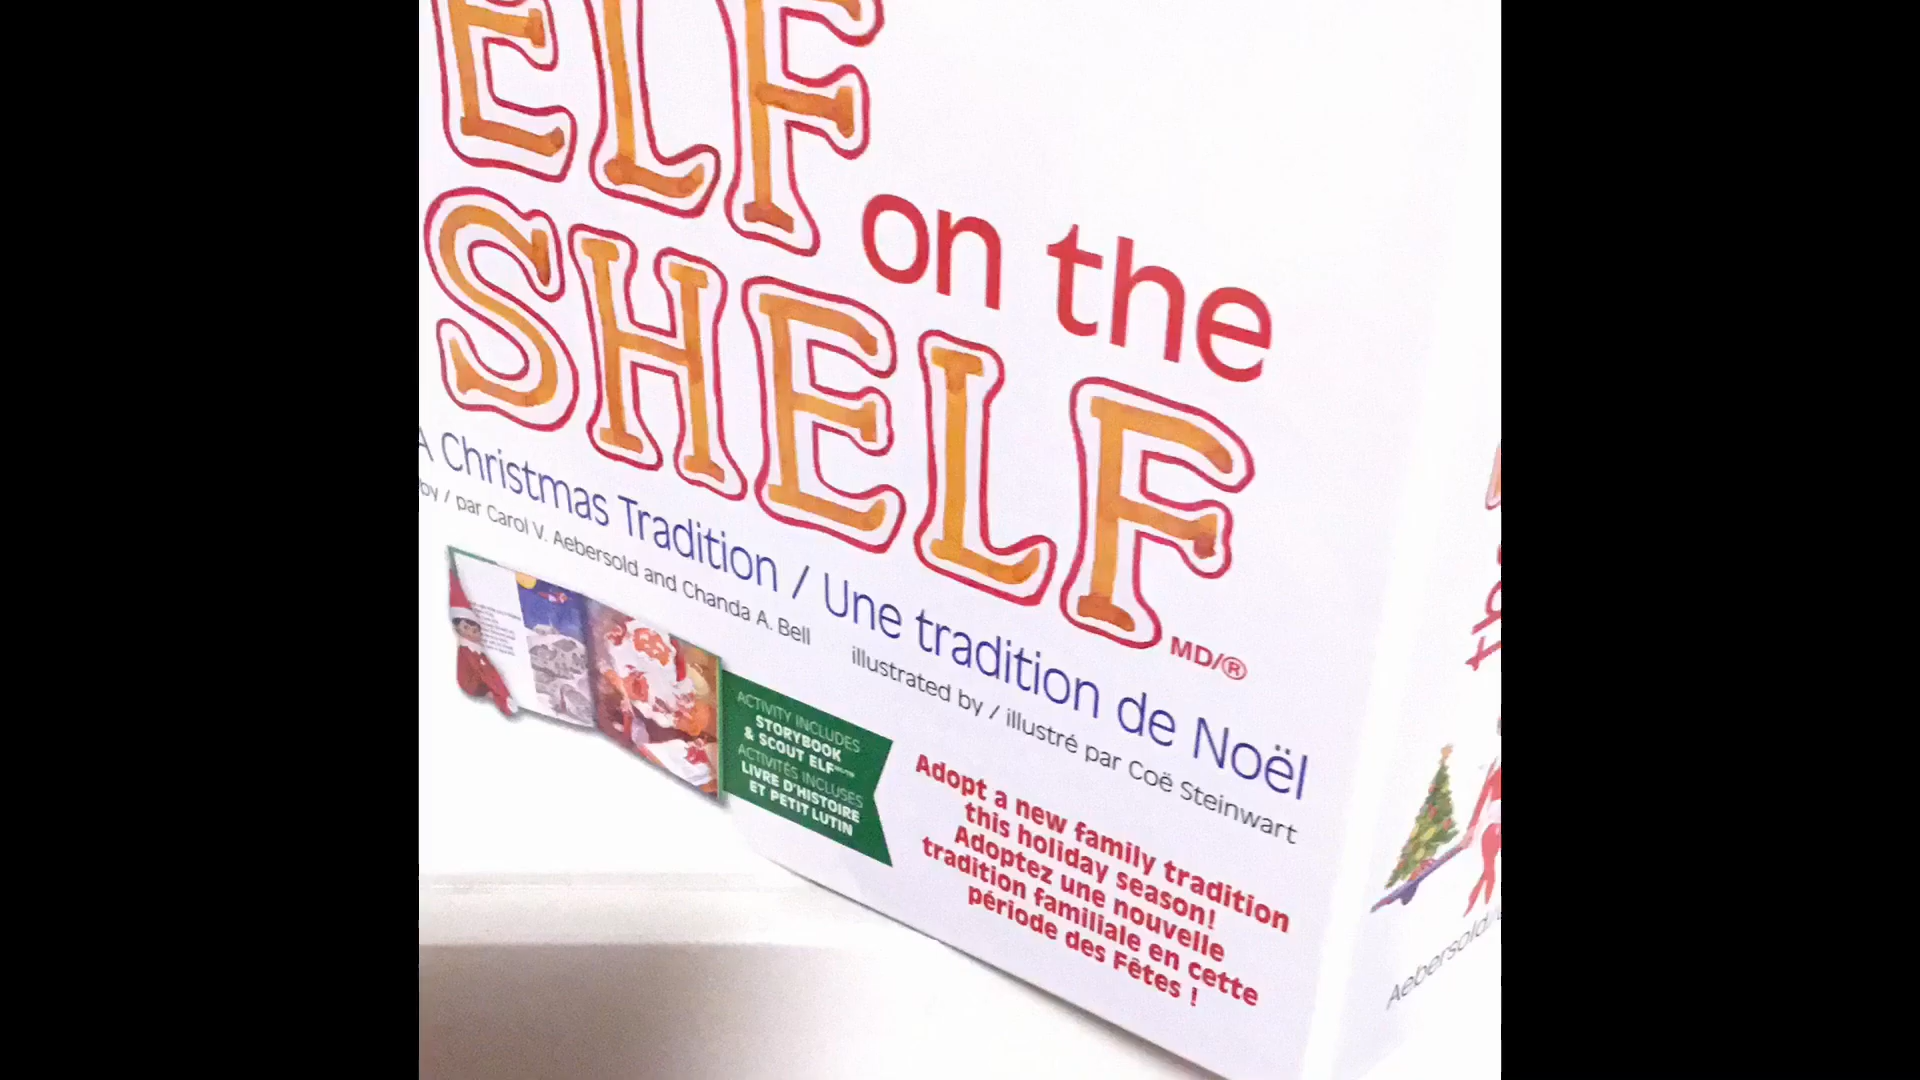 ELF on the
SHELF MD/®
A Christmas Tradition / Une tradition de Noël
by / par Carol V. Aebersold and Chanda A. Bell illustrated by / illustré par Coë Steinwart
ACTIVITY INCLUDES
STORYBOOK
& SCOUT ELF
ACTIVITÉS INCLUSES
LIVRE D'HISTOIRE
ET PETIT LUTIN
Adopt a new family tradition
this holiday season!
Adoptez une nouvelle
tradition familiale en cette
période des Fêtes !
the
Aebersold